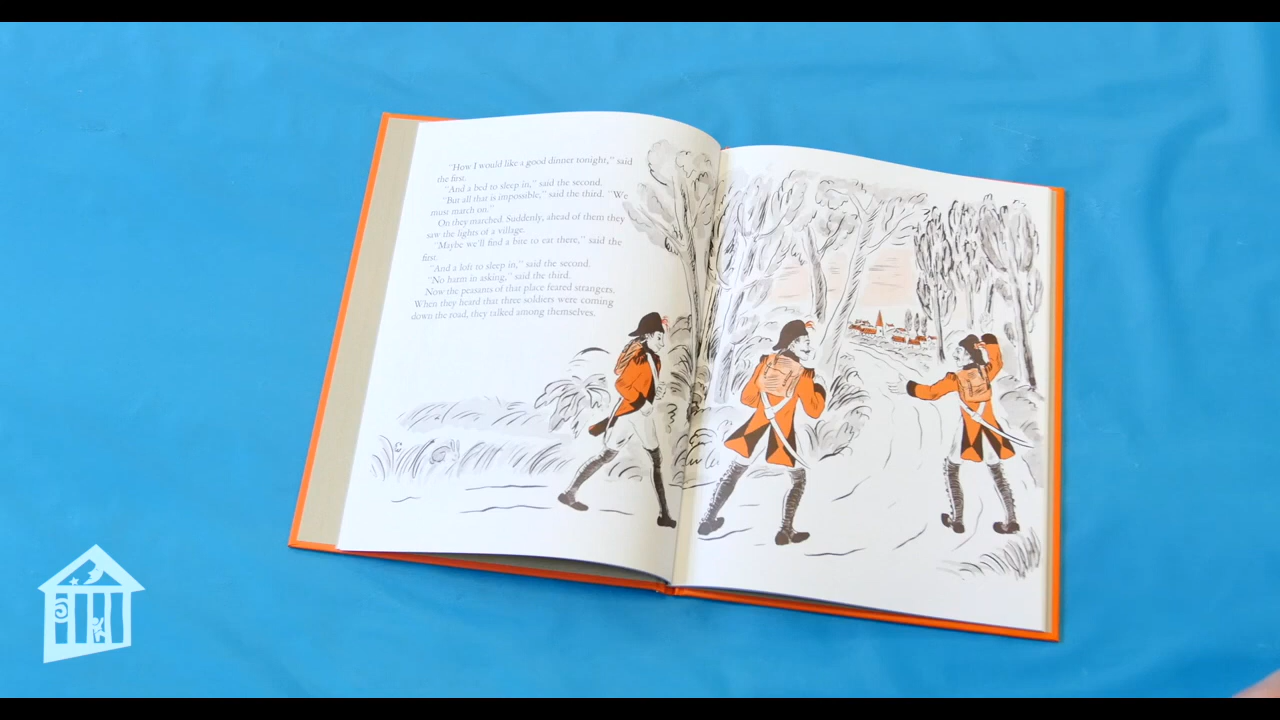 "How I would like a good dinner tonight," said
the first.
"And a bed to sleep in," said the second.
"But all that is impossible," said the third. "We
must march on."
On they marched. Suddenly, ahead of them they
saw the lights of a village.
"Maybe we'll find a bite to eat there," said the
first.
"And a loft to sleep in," said the second.
"No harm in asking," said the third.
Now the peasants of that place feared strangers.
When they heard that three soldiers were coming
down the road, they talked among themselves.